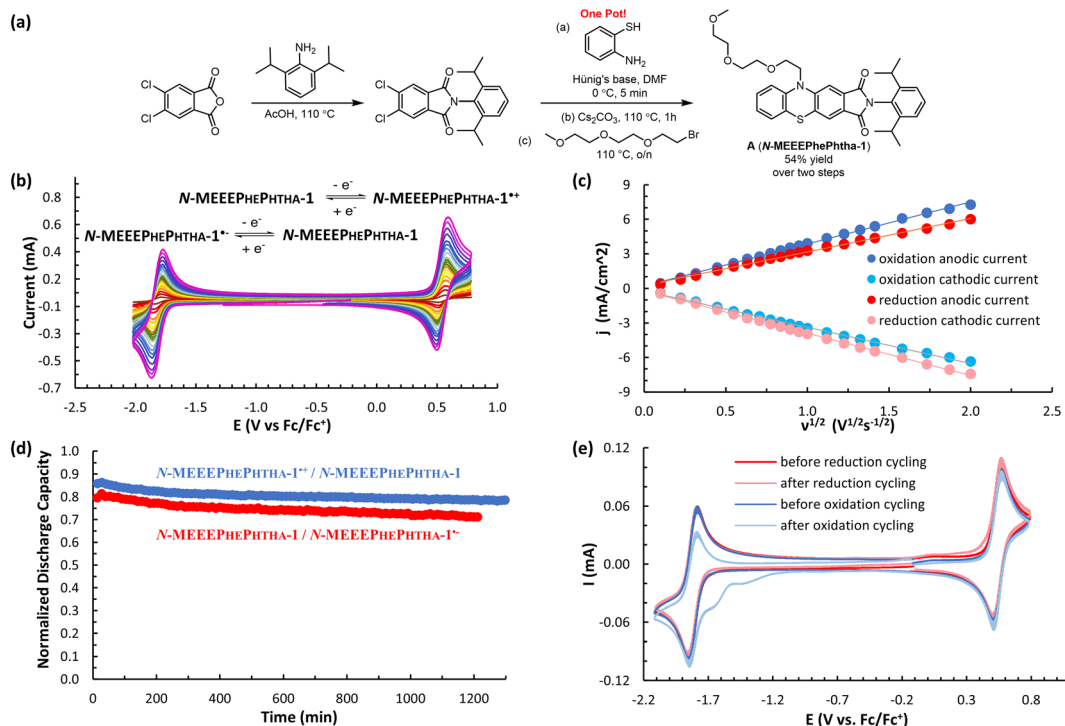 (a)
Cl
Cl
O
O
O
NH2
AcOH, 110 °C
Cl
Cl
O
N
O
One Pot!
(a)
SH
NH2
Hünig's base, DMF
0 °C, 5 min
(b) Cs2CO3, 110 °C, 1h
(c)
O
O
O
Br
110 °C, o/n
O
O
O
N
S
O
N
O
A (N-MEEEPhePhtha-1)
54% yield
over two steps
(b)
N-MEEEPHEPHTHA-1
- e-
+ e-
N-MEEEPHEPHTHA-1•+
N-MEEEPHEPHTHA-1•-
- e-
+ e-
N-MEEEPHEPHTHA-1
Current (mA)
0.8
0.6
0.4
0.2
0.0
-0.1
-0.3
-0.5
-0.7
-2.5
-2.0
-1.5
-1.0
-0.5
0.0
0.5
1.0
E (V vs Fc/Fc+)
(c)
j (mA/cm^2)
9
6
3
0
-3
-6
-9
oxidation anodic current
oxidation cathodic current
reduction anodic current
reduction cathodic current
0.0
0.5
1.0
1.5
2.0
2.5
v1/2 (V1/2s-1/2)
(d)
Normalized Discharge Capacity
1.0
0.9
0.8
0.7
0.6
0.5
0.4
0.3
0.2
0.1
0.0
N-MEEEPHEPHTHA-1•+ / N-MEEEPHEPHTHA-1
N-MEEEPHEPHTHA-1 / N-MEEEPHEPHTHA-1•-
0
200
400
600
800
1000
1200
Time (min)
(e)
I (mA)
0.12
0.06
0.00
-0.06
-0.12
before reduction cycling
after reduction cycling
before oxidation cycling
after oxidation cycling
-2.2
-1.7
-1.2
-0.7
-0.2
0.3
0.8
E (V vs. Fc/Fc+)